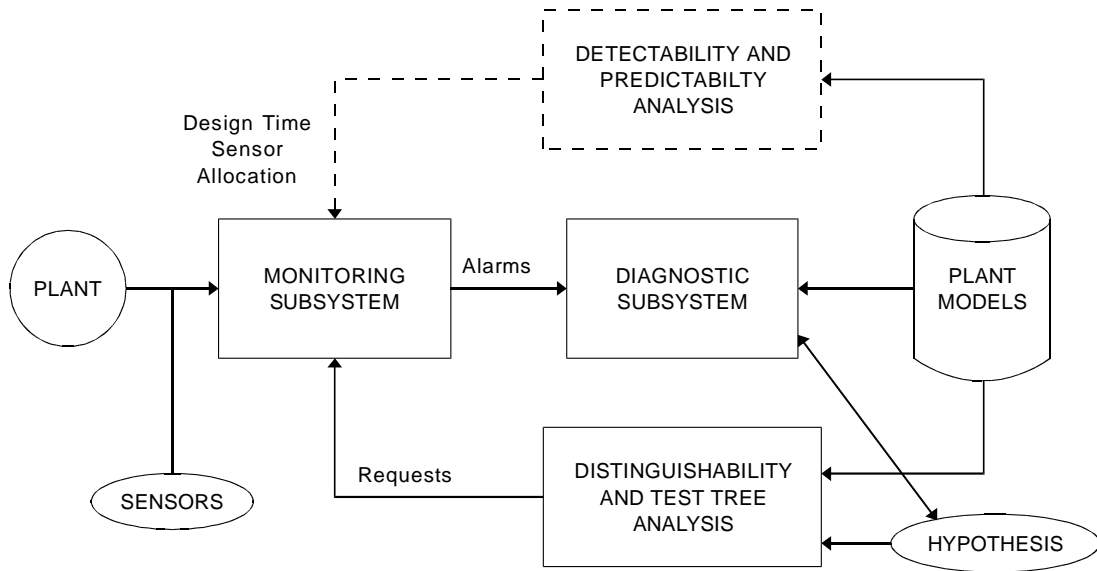 DETECTABILITY AND
PREDICTABILTY
ANALYSIS
Design Time
Sensor
Allocation
PLANT
MONITORING
SUBSYSTEM
Alarms
DIAGNOSTIC
SUBSYSTEM
PLANT
MODELS
Requests
SENSORS
DISTINGUISHABILITY
AND TEST TREE
ANALYSIS
HYPOTHESIS